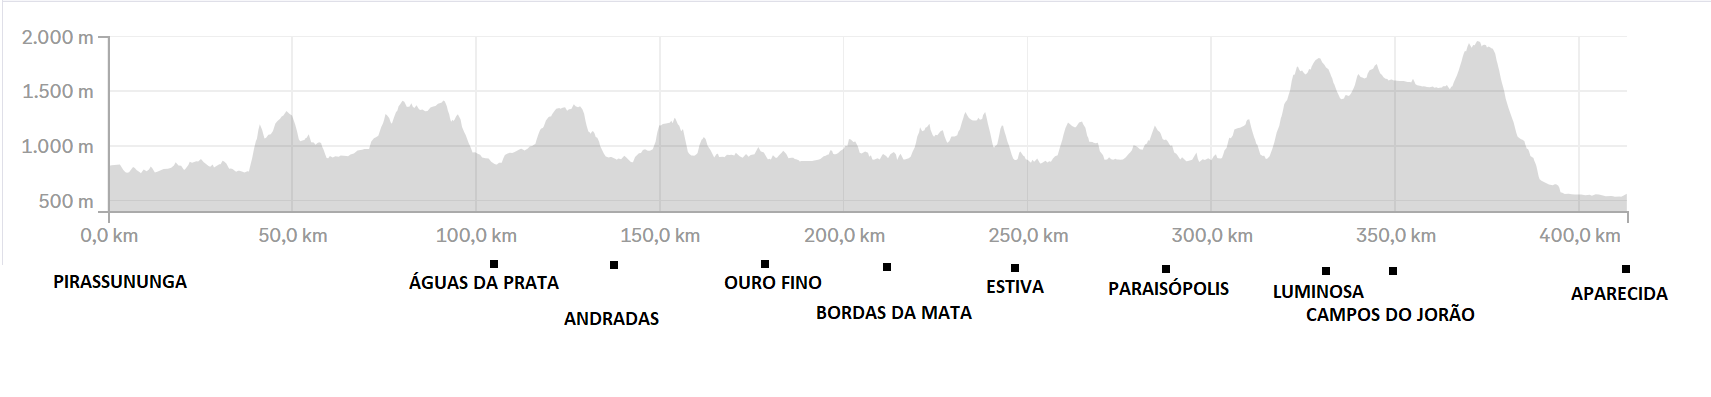 2.000 m
1.500 m
1.000 m
500 m
0,0 km 50,0 km 100,0 km 150,0 km 200,0 km 250,0 km 300,0 km 350,0 km 400,0 km
PIRASSUNUNGA ÁGUAS DA PRATA OURO FINO ESTIVA PARAISÓPOLIS LUMINOSA APARECIDA
ANDRADAS BORDAS DA MATA CAMPOS DO JORÃO